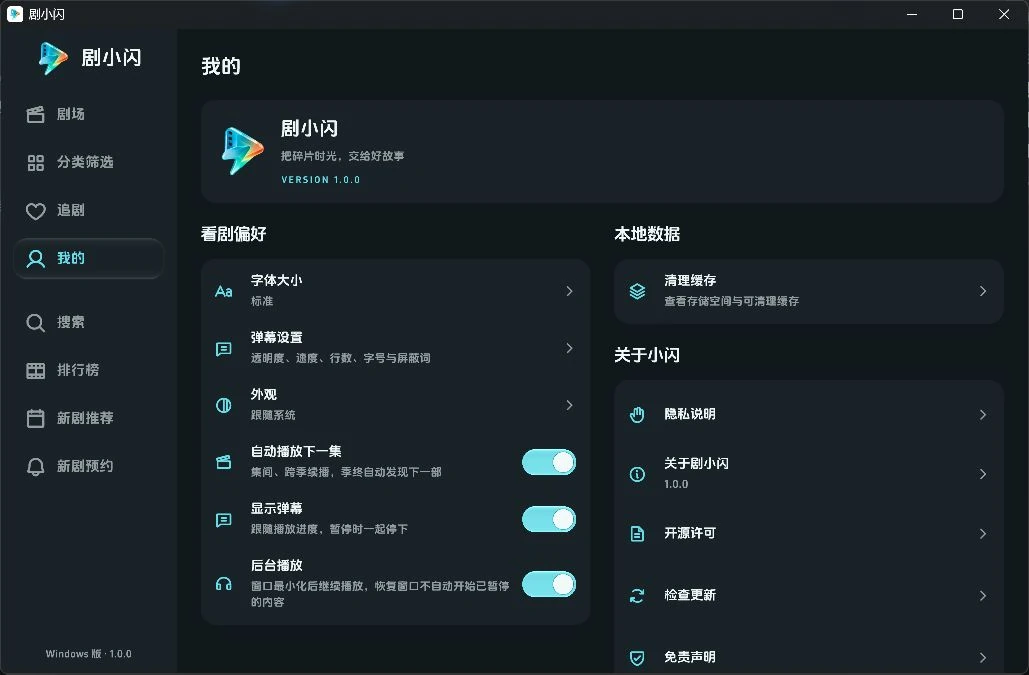 剧小闪
剧小闪
剧场
分类筛选
追剧
我的
搜索
排行榜
新剧推荐
新剧预约
Windows 版 · 1.0.0
我的
剧小闪
把碎片时光，交给好故事
VERSION 1.0.0
看剧偏好
Aa
字体大小
标准
弹幕设置
透明度、速度、行数、字号与屏蔽词
外观
跟随系统
自动播放下一集
集间、跨季续播，季终自动发现下一部
显示弹幕
跟随播放进度，暂停时一起停下
后台播放
窗口最小化后继续播放，恢复窗口不自动开始已暂停
的内容
本地数据
清理缓存
查看存储空间与可清理缓存
关于小闪
隐私说明
关于剧小闪
1.0.0
开源许可
检查更新
免责声明